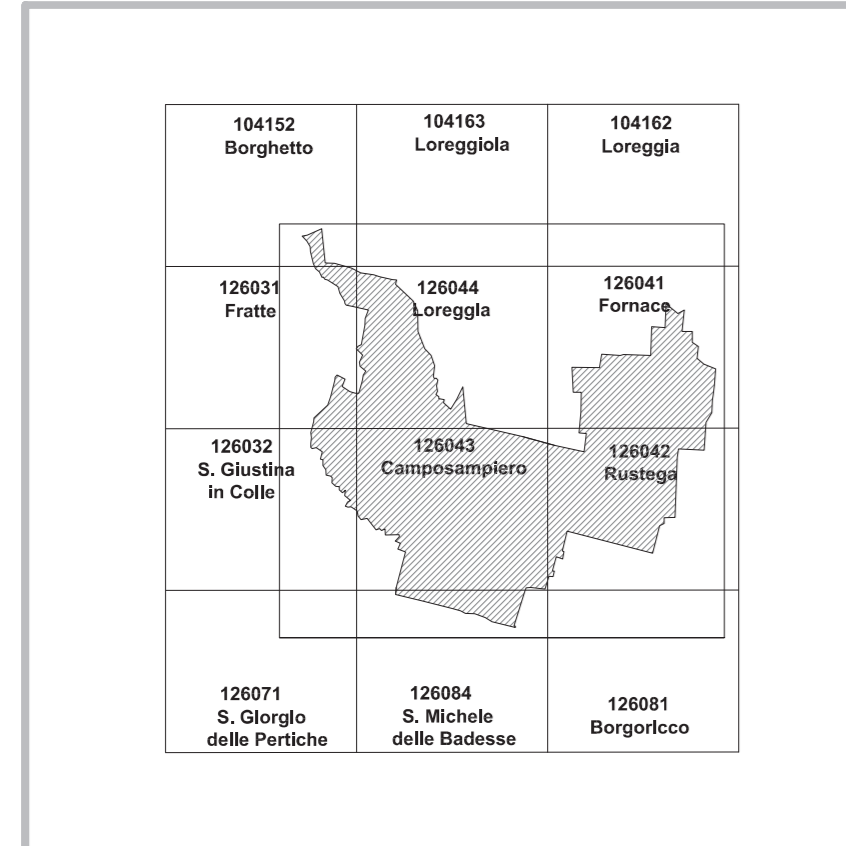 104152
Borghetto
104163
Loreggiola
104162
Loreggia
126031
Fratte
126044
Loreggla
126041
Fornace
126032
S. Giustina
in Colle
126043
Camposampiero
126042
Rustega
126071
S. Glorglo
delle Pertiche
126084
S. Michele
delle Badesse
126081
Borgorlcco